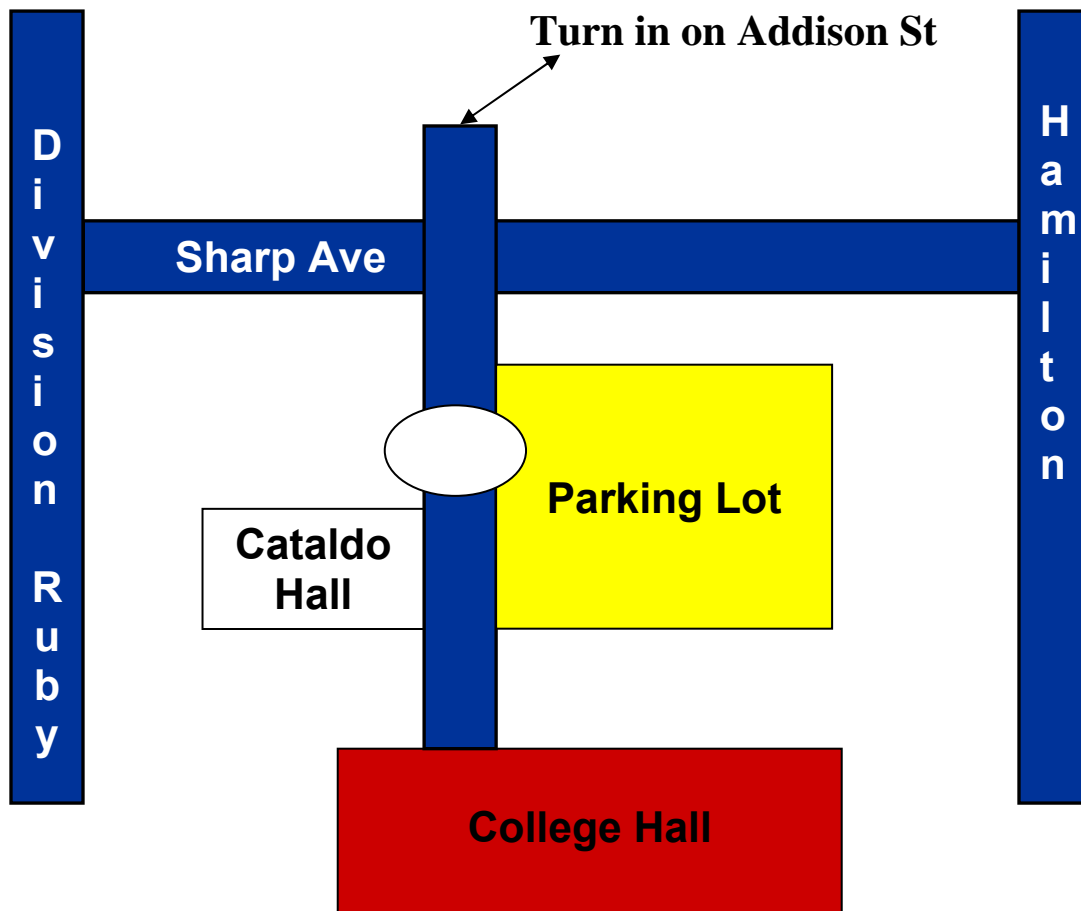 Turn in on Addison St
Division Ruby
Hamilton
Sharp Ave
Parking Lot
Cataldo
Hall
College Hall